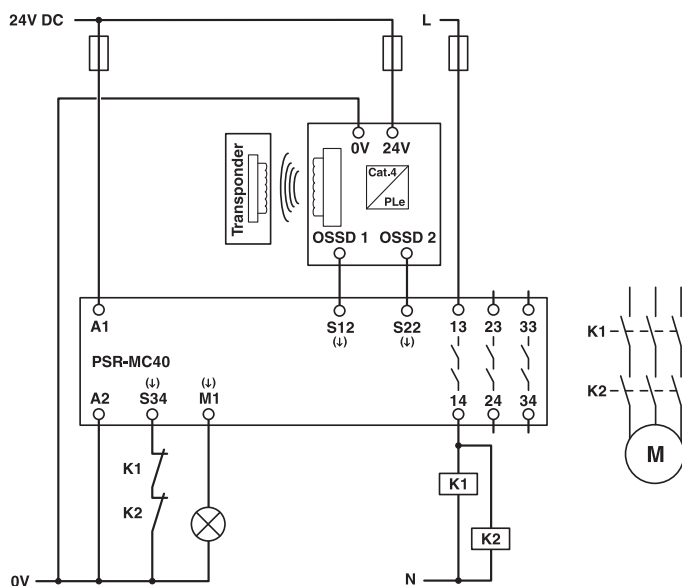 24V DC
L
0V 24V
Transponder
Cat.4
PLe
OSSD 1 OSSD 2
A1 S12 S22 13 23 33
(↓) (↓)
K1
PSR-MC40
(↓) (↓)
A2 S34 M1 14 24 34
K2
K1
K1
M
K2
K2
0V
N